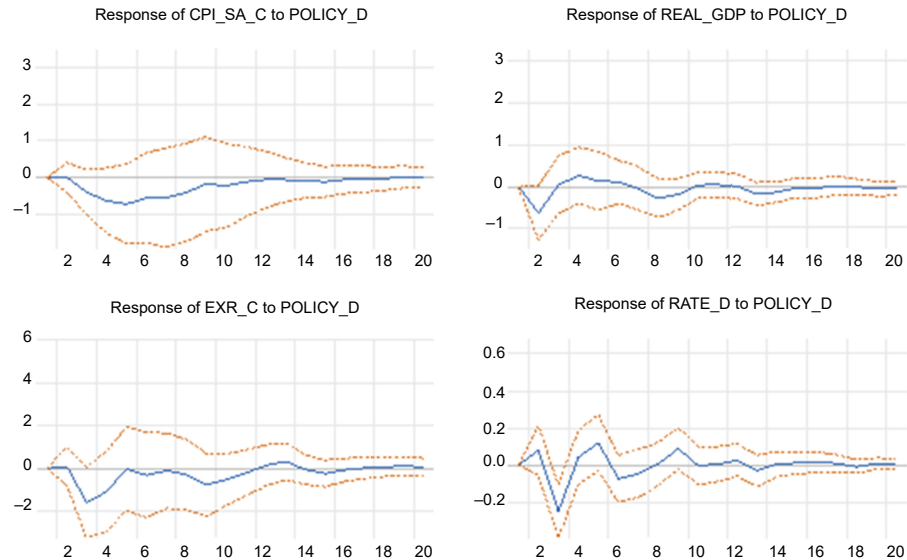 Response of CPI_SA_C to POLICY_D
3
2
1
0
–1
2 4 6 8 10 12 14 16 18 20
Response of REAL_GDP to POLICY_D
3
2
1
0
–1
2 4 6 8 10 12 14 16 18 20
Response of EXR_C to POLICY_D
6
4
2
0
–2
2 4 6 8 10 12 14 16 18 20
Response of RATE_D to POLICY_D
0.6
0.4
0.2
0.0
–0.2
2 4 6 8 10 12 14 16 18 20